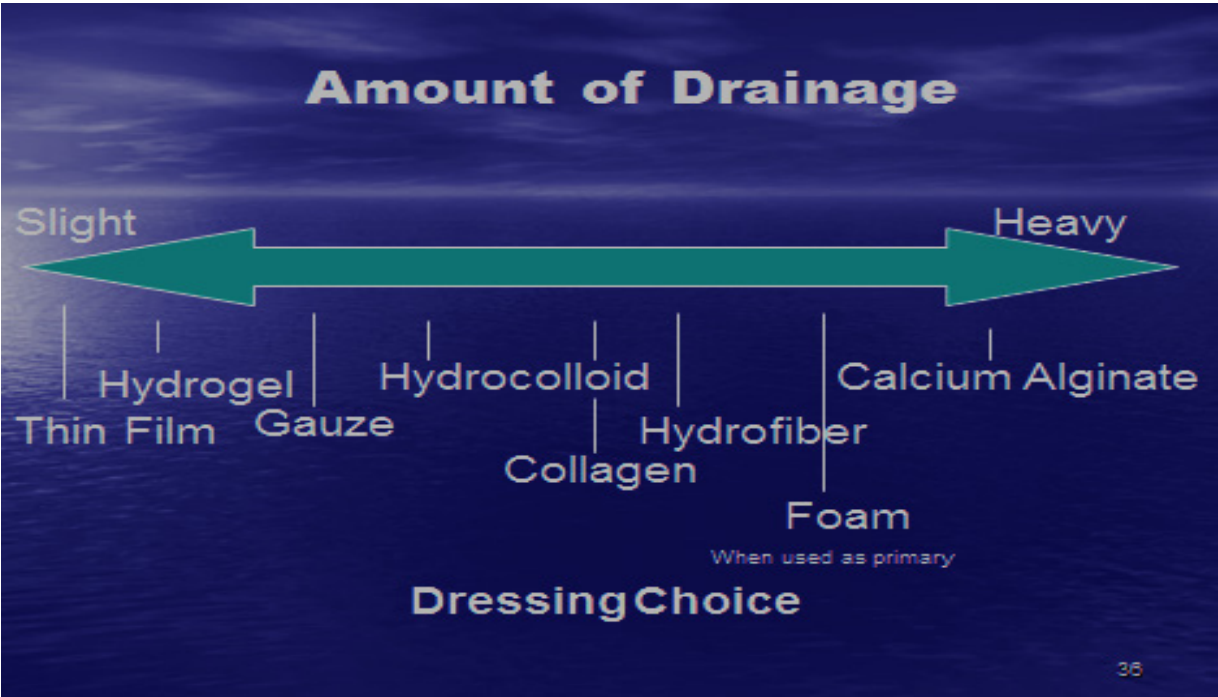 Amount of Drainage
Slight Heavy
Hydrogel Hydrocolloid Calcium Alginate
Thin Film Gauze Hydrofiber
Collagen
Foam
When used as primary
Dressing Choice
36